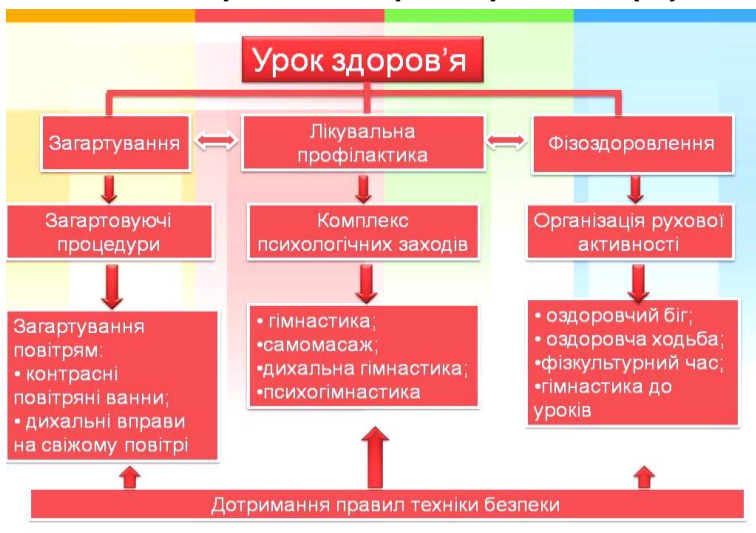 Урок здоров’я
Загартування
Лікувальна
профілактика
Фізоздоровлення
Загартовуючі
процедури
Комплекс
психологічних заходів
Організація рухової
активності
Загартування
повітрям:
• контрасні
повітряні ванни;
• дихальні вправи
на свіжому повітрі
• гімнастика;
•самомасаж;
•дихальна гімнастика;
•психогімнастика
• оздоровчий біг;
• оздоровча ходьба;
•фізкультурний час;
•гімнастика до
уроків
Дотримання правил техніки безпеки